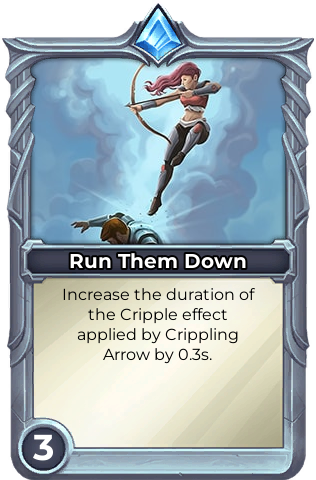 Run Them Down
Increase the duration of
the Cripple effect
applied by Crippling
Arrow by 0.3s.
3